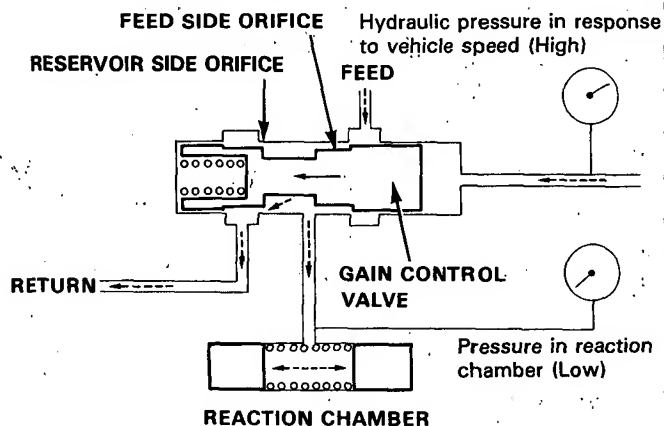 FEED SIDE ORIFICE
Hydraulic pressure in response
to vehicle speed (High)
RESERVOIR SIDE ORIFICE
FEED
GAIN CONTROL
VALVE
RETURN
Pressure in reaction
chamber (Low)
REACTION CHAMBER